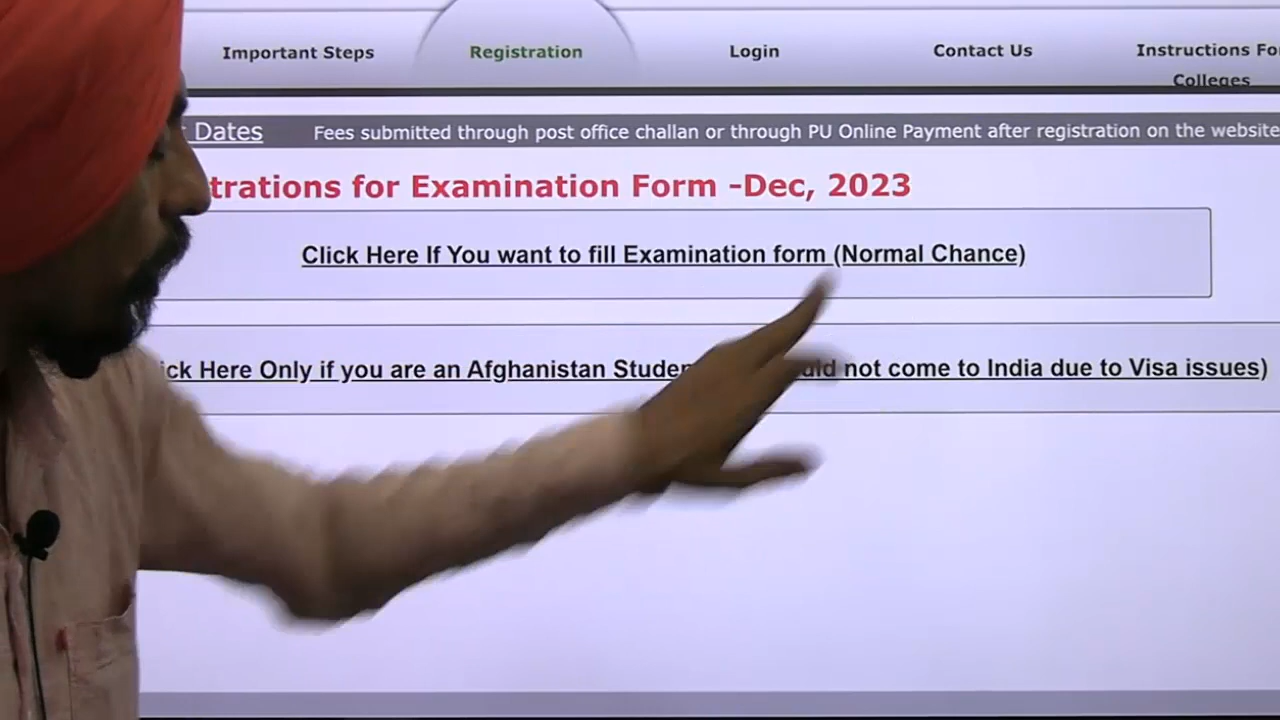 Important Steps
Registration
Login
Contact Us
Instructions Fo
Colleges
Dates
Fees submitted through post office challan or through PU Online Payment after registration on the website
trations for Examination Form -Dec, 2023
Click Here If You want to fill Examination form (Normal Chance)
ick Here Only if you are an Afghanistan Studen uld not come to India due to Visa issues)